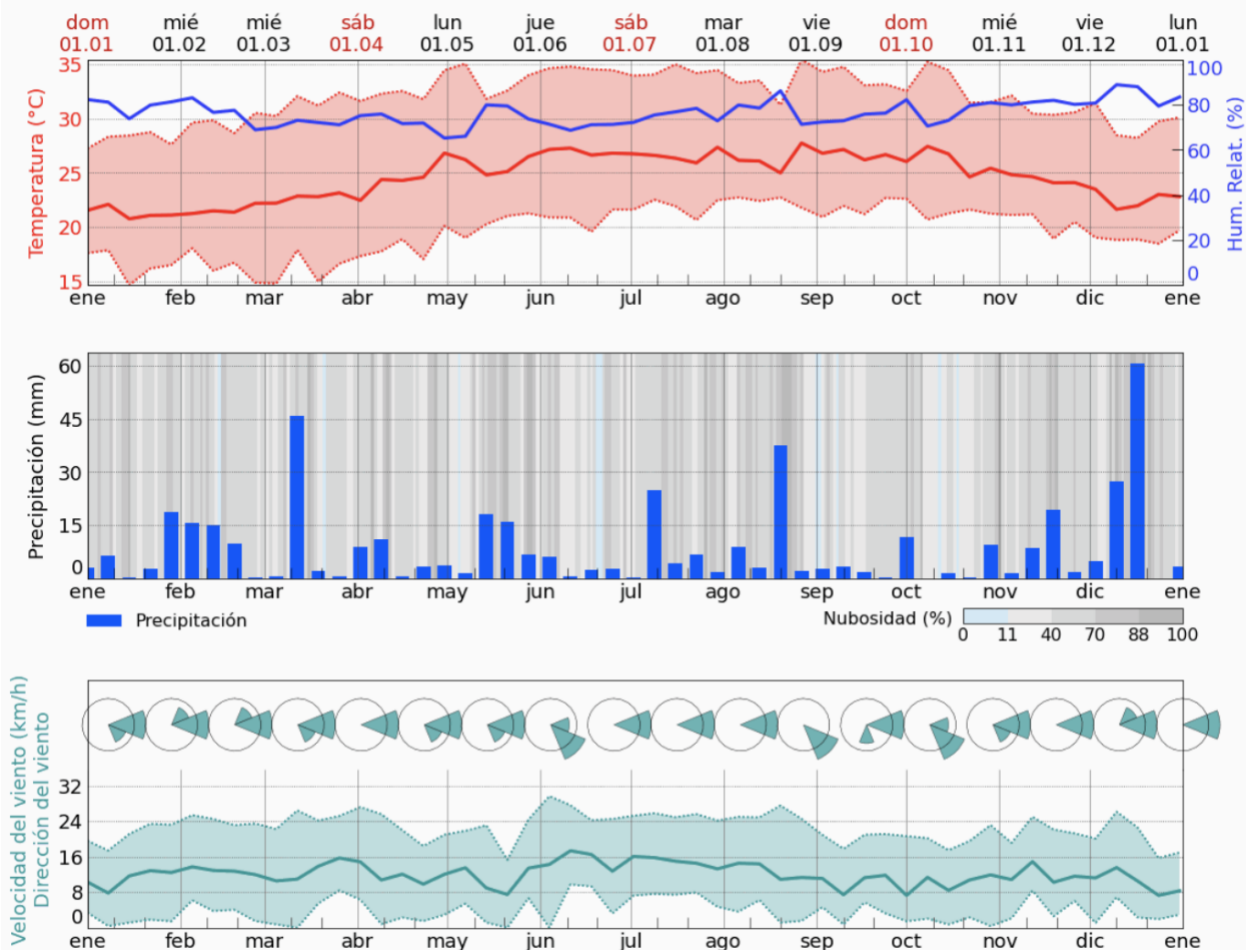 dom mié mié sáb lun jue sáb mar vie dom mié vie lun
01.01 01.02 01.03 01.04 01.05 01.06 01.07 01.08 01.09 01.10 01.11 01.12 01.01
35 100
30 80
25 60
20 40
15 20
0
Temperatura (°C)
Hum. Relat. (%)
ene feb mar abr may jun jul ago sep oct nov dic ene
60
45
30
15
0
Precipitación (mm)
ene feb mar abr may jun jul ago sep oct nov dic ene
Precipitación
Nubosidad (%)
0 11 40 70 88 100
Velocidad del viento (km/h)
Dirección del viento
32
24
16
8
0
ene feb mar abr may jun jul ago sep oct nov dic ene